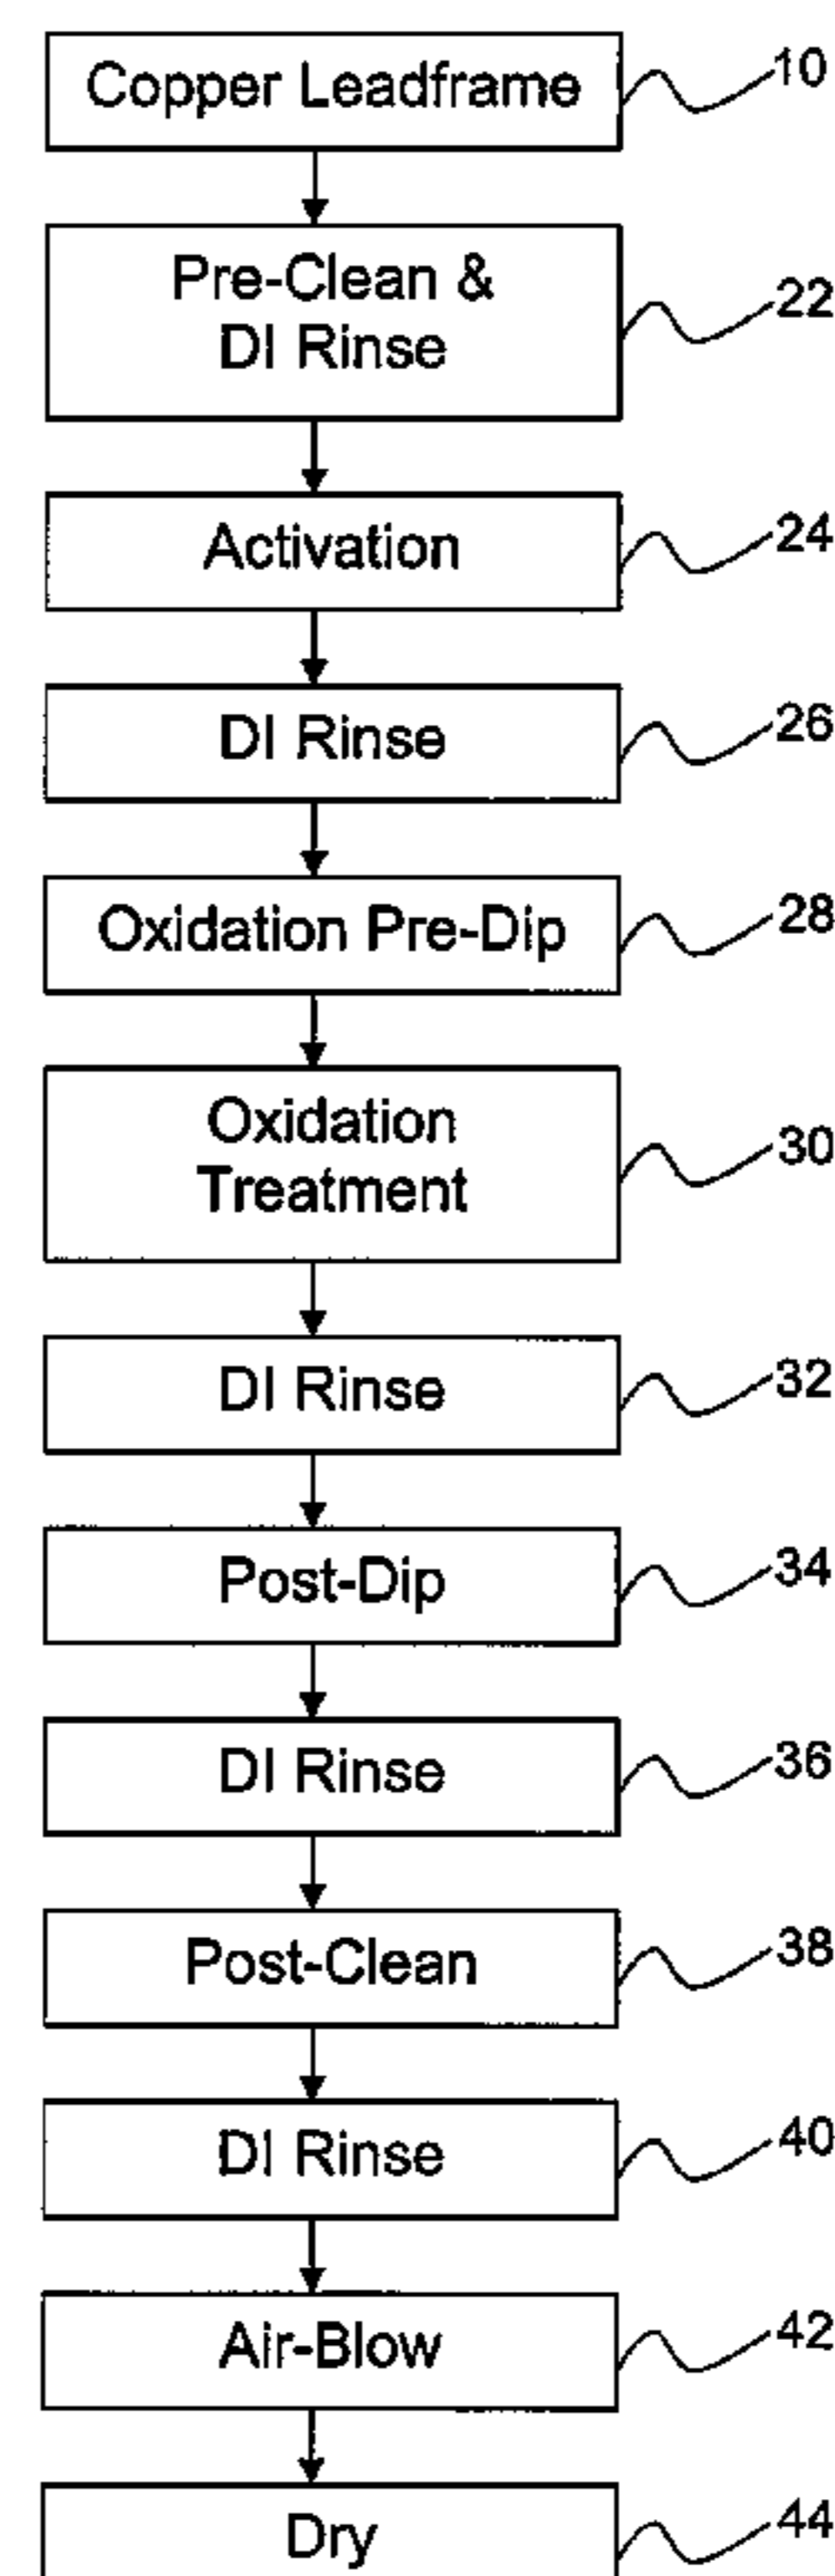 Copper Leadframe 10
Pre-Clean &
DI Rinse 22
Activation 24
DI Rinse 26
Oxidation Pre-Dip 28
Oxidation
Treatment 30
DI Rinse 32
Post-Dip 34
DI Rinse 36
Post-Clean 38
DI Rinse 40
Air-Blow 42
Dry 44